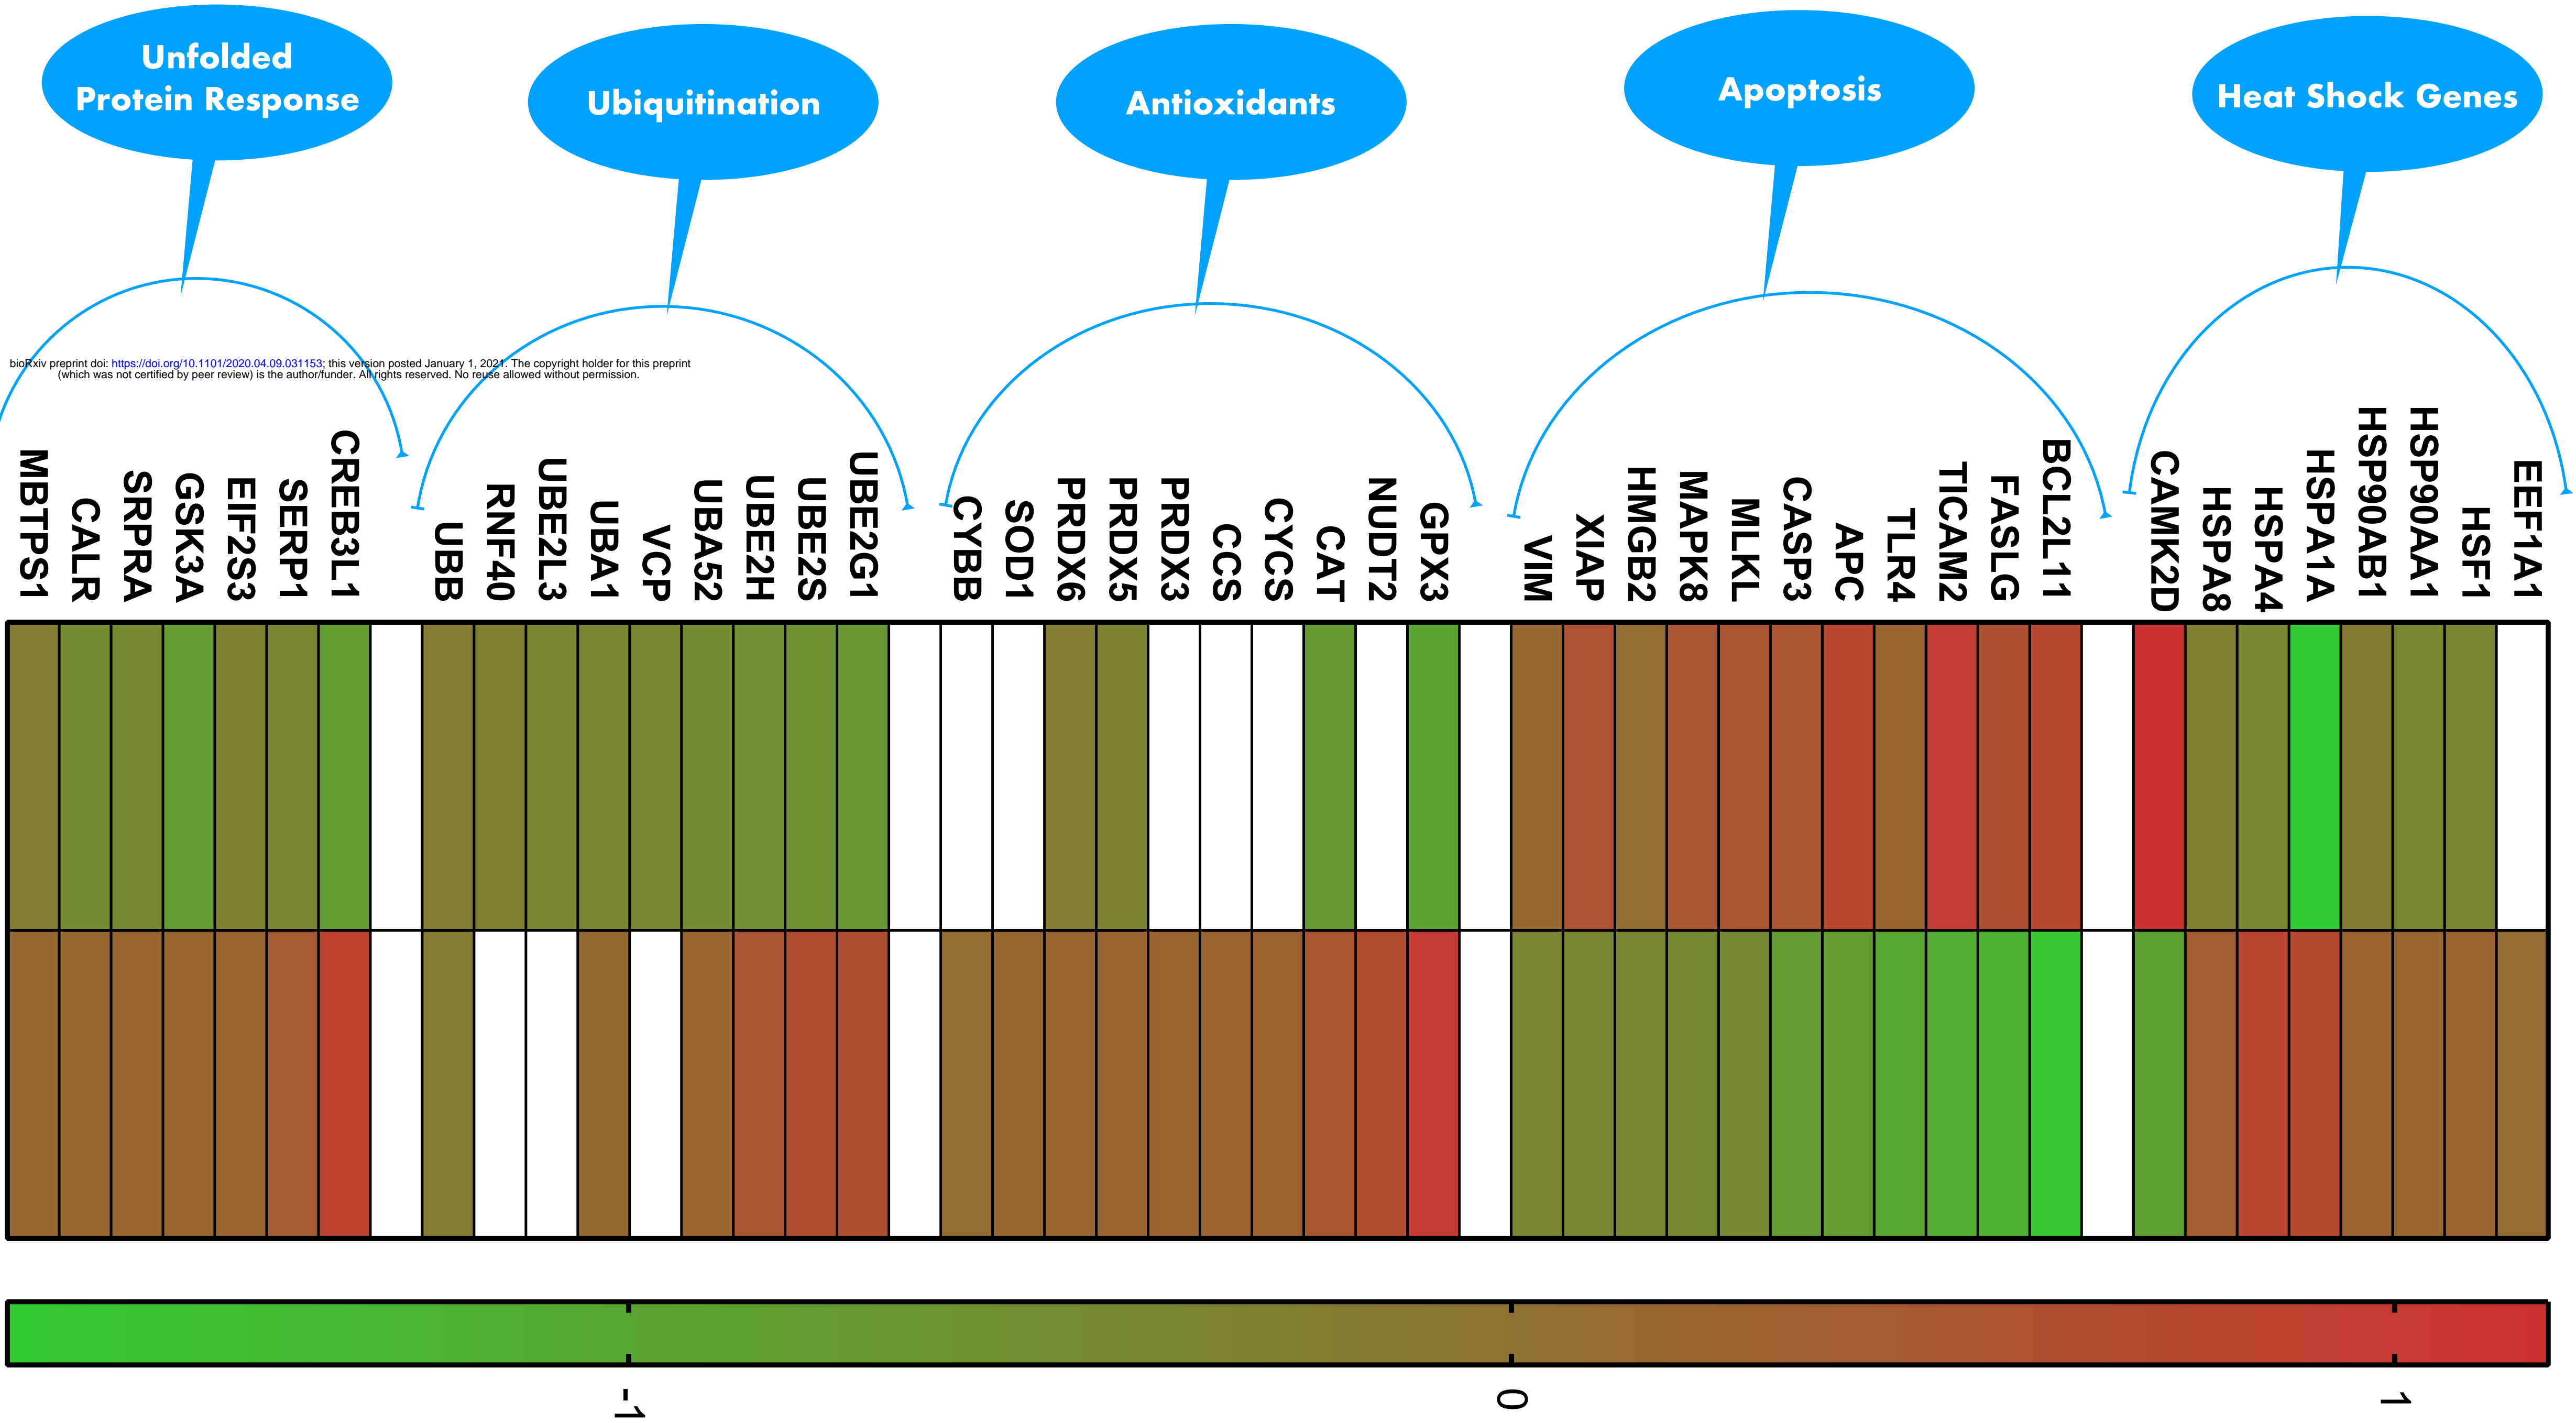 Unfolded
Protein Response
Ubiquitination
Antioxidants
Apoptosis
Heat Shock Genes
bioRxiv preprint doi: https://doi.org/10.1101/2020.04.09.031153; this version posted January 1, 2021. The copyright holder for this preprint
(which was not certified by peer review) is the author/funder. All rights reserved. No reuse allowed without permission.
MBTPS1
CALR
SRPRA
GSK3A
EIF2S3
SERP1
CREB3L1
UBB
RNF40
UBE2L3
UBA1
VCP
UBA52
UBE2H
UBE2S
UBE2G1
CYBB
SOD1
PRDX6
PRDX5
PRDX3
CCS
CYCS
CAT
NUDT2
GPX3
VIM
XIAP
HMGB2
MAPK8
MLKL
CASP3
APC
TLR4
TICAM2
FASLG
BCL2L11
CAMK2D
HSPA8
HSPA4
HSPA1A
HSP90AB1
HSP90AA1
HSF1
EEF1A1
-1
0
1